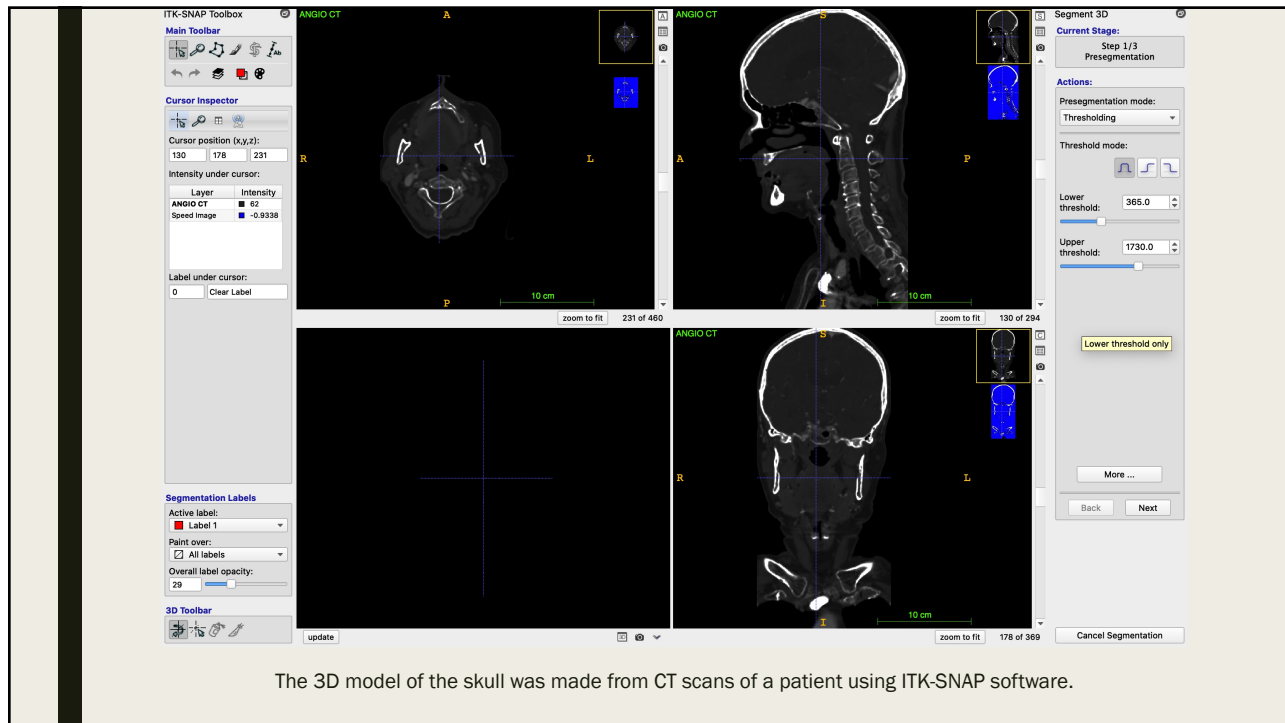 ITK-SNAP Toolbox
Main Toolbar
Ab
Cursor Inspector
Cursor position (x,y,z):
130 178 231
Intensity under cursor:
Layer Intensity
ANGIO CT 62
Speed Image -0.9338
Label under cursor:
0 Clear Label
Segmentation Labels
Active label:
Label 1
Paint over:
All labels
Overall label opacity:
29
3D Toolbar
ANGIO CT
A
R
L
P
10 cm
A
zoom to fit 231 of 460
ANGIO CT
S
A
P
I
10 cm
S
zoom to fit 130 of 294
update
3D
ANGIO CT
S
R
L
I
10 cm
C
zoom to fit 178 of 369
Segment 3D
Current Stage:
Step 1/3
Presegmentation
Actions:
Presegmentation mode:
Thresholding
Threshold mode:
Lower
threshold: 365.0
Upper
threshold: 1730.0
Lower threshold only
More ...
Back Next
Cancel Segmentation
The 3D model of the skull was made from CT scans of a patient using ITK-SNAP software.